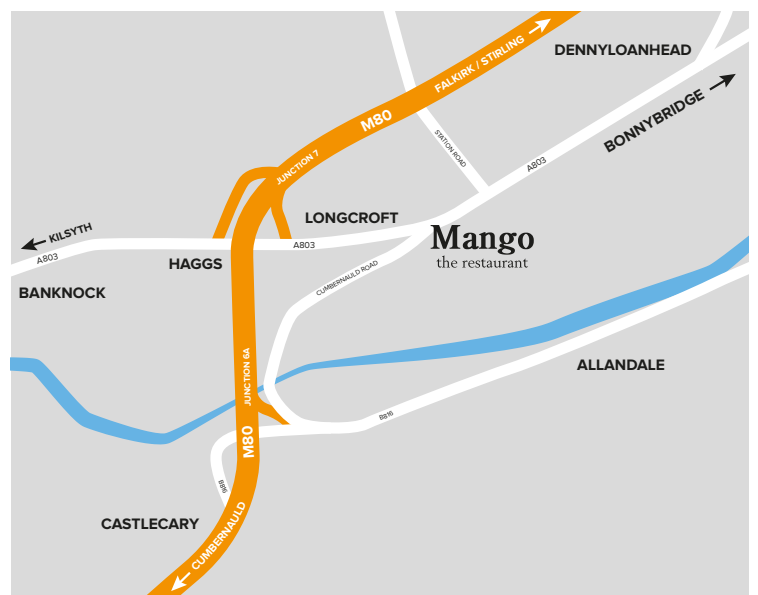 FALKIRK / STIRLING
DENNYLOANHEAD
M80
BONNYBRIDGE
STATION ROAD
JUNCTION 7
A803
LONGCROFT
KILSYTH
A803
A803
Mango
the restaurant
HAGGS
BANKNOCK
CUMBERNAULD ROAD
JUNCTION 6A
ALLANDALE
B816
M80
B816
CASTLECARY
CUMBERNAULD